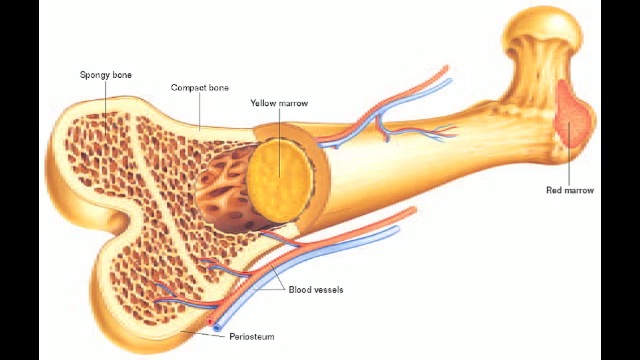 Spongy bone
Compact bone
Yellow marrow
Red marrow
Blood vessels
Periosteum